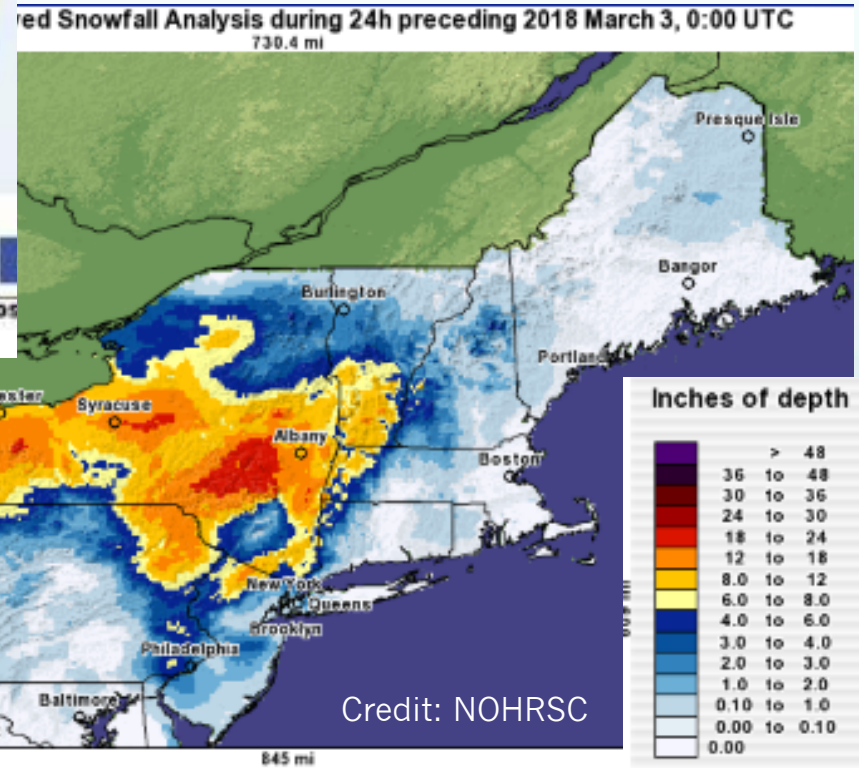 ed Snowfall Analysis during 24h preceding 2018 March 3, 0:00 UTC
730.4 mi
Presque Isle
Bangor
Burlington
Portland
Syracuse
Albany
Boston
New York
Queens
Brooklyn
Philadelphia
Baltimore
Credit: NOHRSC
845 mi
Inches of depth
> 48
36 to 48
30 to 36
24 to 30
18 to 24
12 to 18
8.0 to 12
6.0 to 8.0
4.0 to 6.0
3.0 to 4.0
2.0 to 3.0
1.0 to 2.0
0.10 to 1.0
0.00 to 0.10
0.00